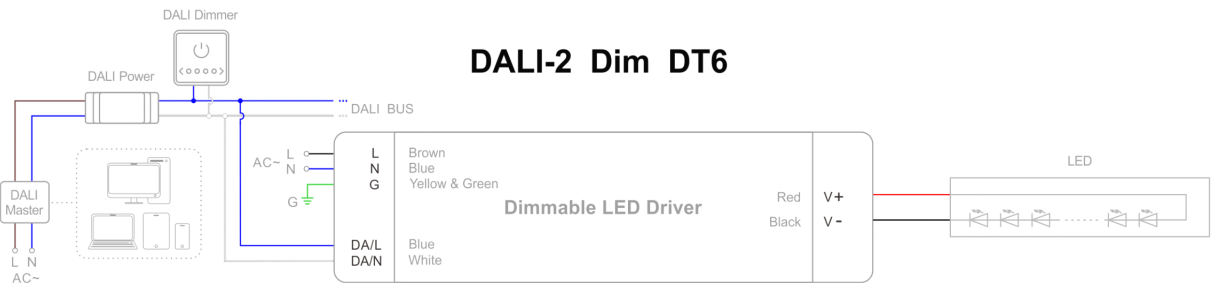 DALI Dimmer
DALI-2 Dim DT6
DALI Power
DALI BUS
AC~ L
N
G
L Brown
N Blue
G Yellow & Green
Dimmable LED Driver
Red V+
Black V-
LED
DALI
Master
DA/L Blue
DA/N White
L N
AC~